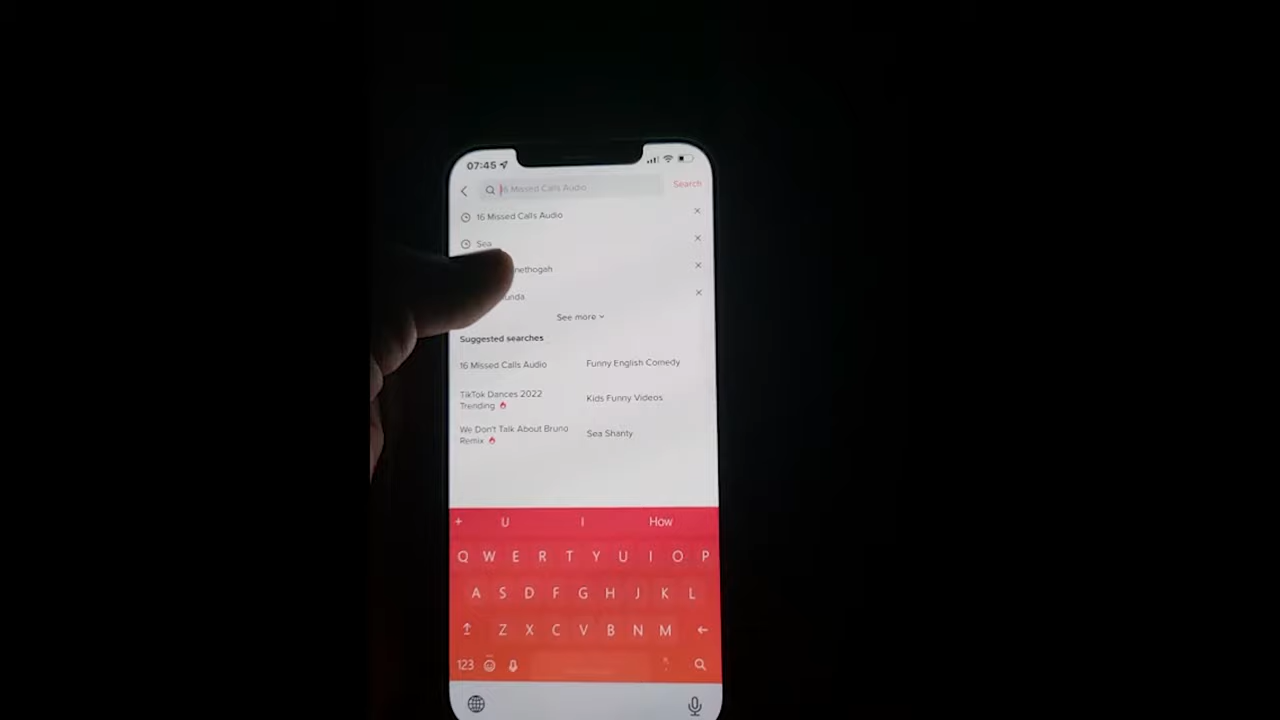 07:45
16 Missed Calls Audio
Search
16 Missed Calls Audio
Sea
See more
Suggested searches
16 Missed Calls Audio
Funny English Comedy
TikTok Dances 2022
Trending
Kids Funny Videos
We Don't Talk About Bruno
Remix
Sea Shanty
+ U I How
Q W E R T Y U I O P
A S D F G H J K L
Z X C V B N M
123